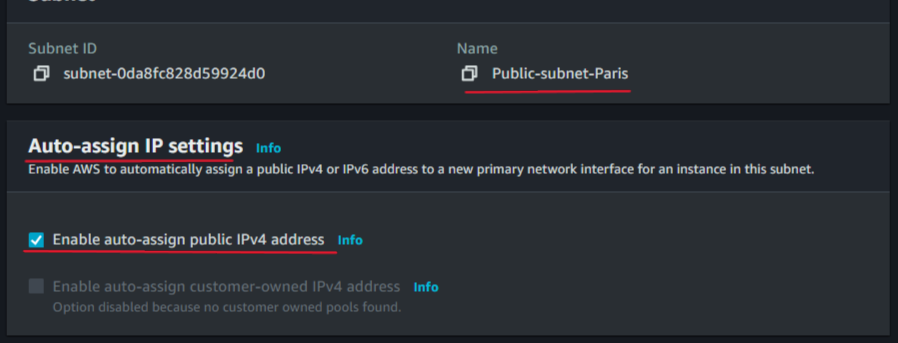 Subnet
Subnet ID
Name
subnet-0da8fc828d59924d0
Public-subnet-Paris
Auto-assign IP settings Info
Enable AWS to automatically assign a public IPv4 or IPv6 address to a new primary network interface for an instance in this subnet.
Enable auto-assign public IPv4 address Info
Enable auto-assign customer-owned IPv4 address Info
Option disabled because no customer owned pools found.